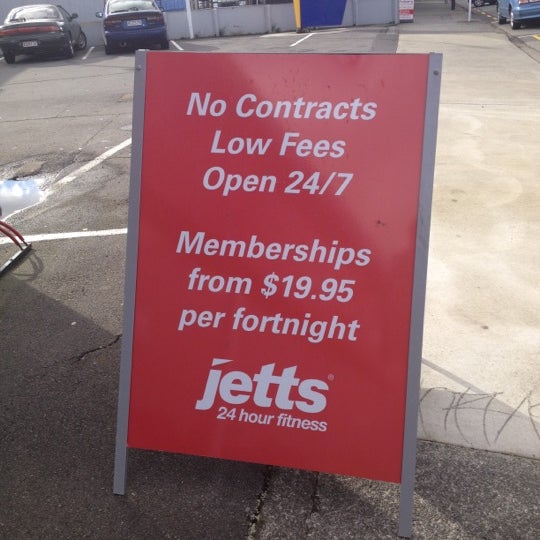 No Contracts
Low Fees
Open 24/7
Memberships
from $19.95
per fortnight
jetts®
24 hour fitness